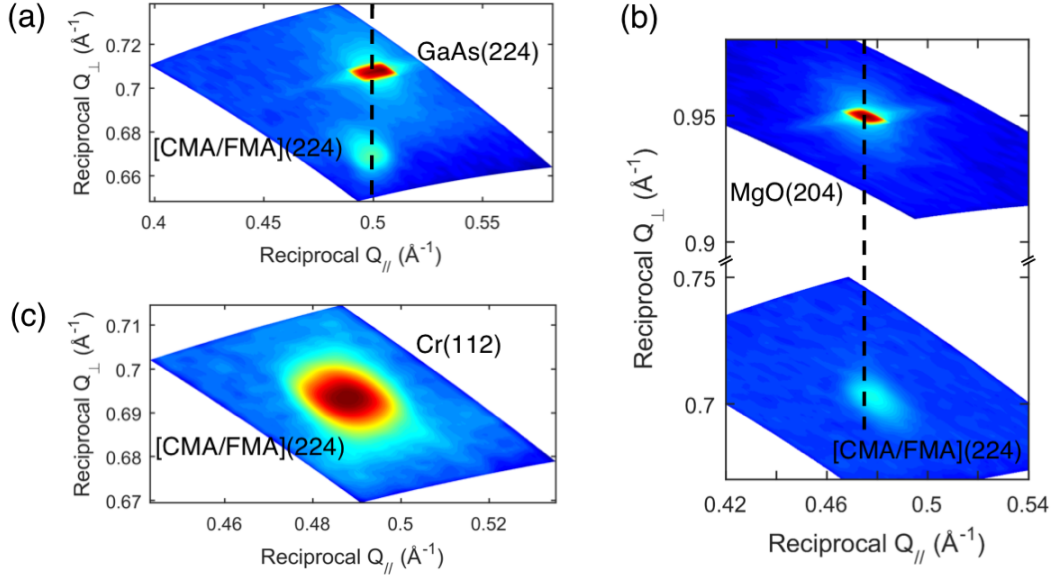 (a)
Reciprocal Q⊥ (Å⁻¹)
0.72
0.7
0.68
0.66
GaAs(224)
[CMA/FMA](224)
0.4
0.45
0.5
0.55
Reciprocal Q// (Å⁻¹)
(b)
Reciprocal Q⊥ (Å⁻¹)
0.95
MgO(204)
0.9
0.75
0.7
[CMA/FMA](224)
0.42
0.46
0.5
0.54
Reciprocal Q// (Å⁻¹)
(c)
Reciprocal Q⊥ (Å⁻¹)
0.71
0.7
0.69
0.68
0.67
Cr(112)
[CMA/FMA](224)
0.46
0.48
0.5
0.52
Reciprocal Q// (Å⁻¹)